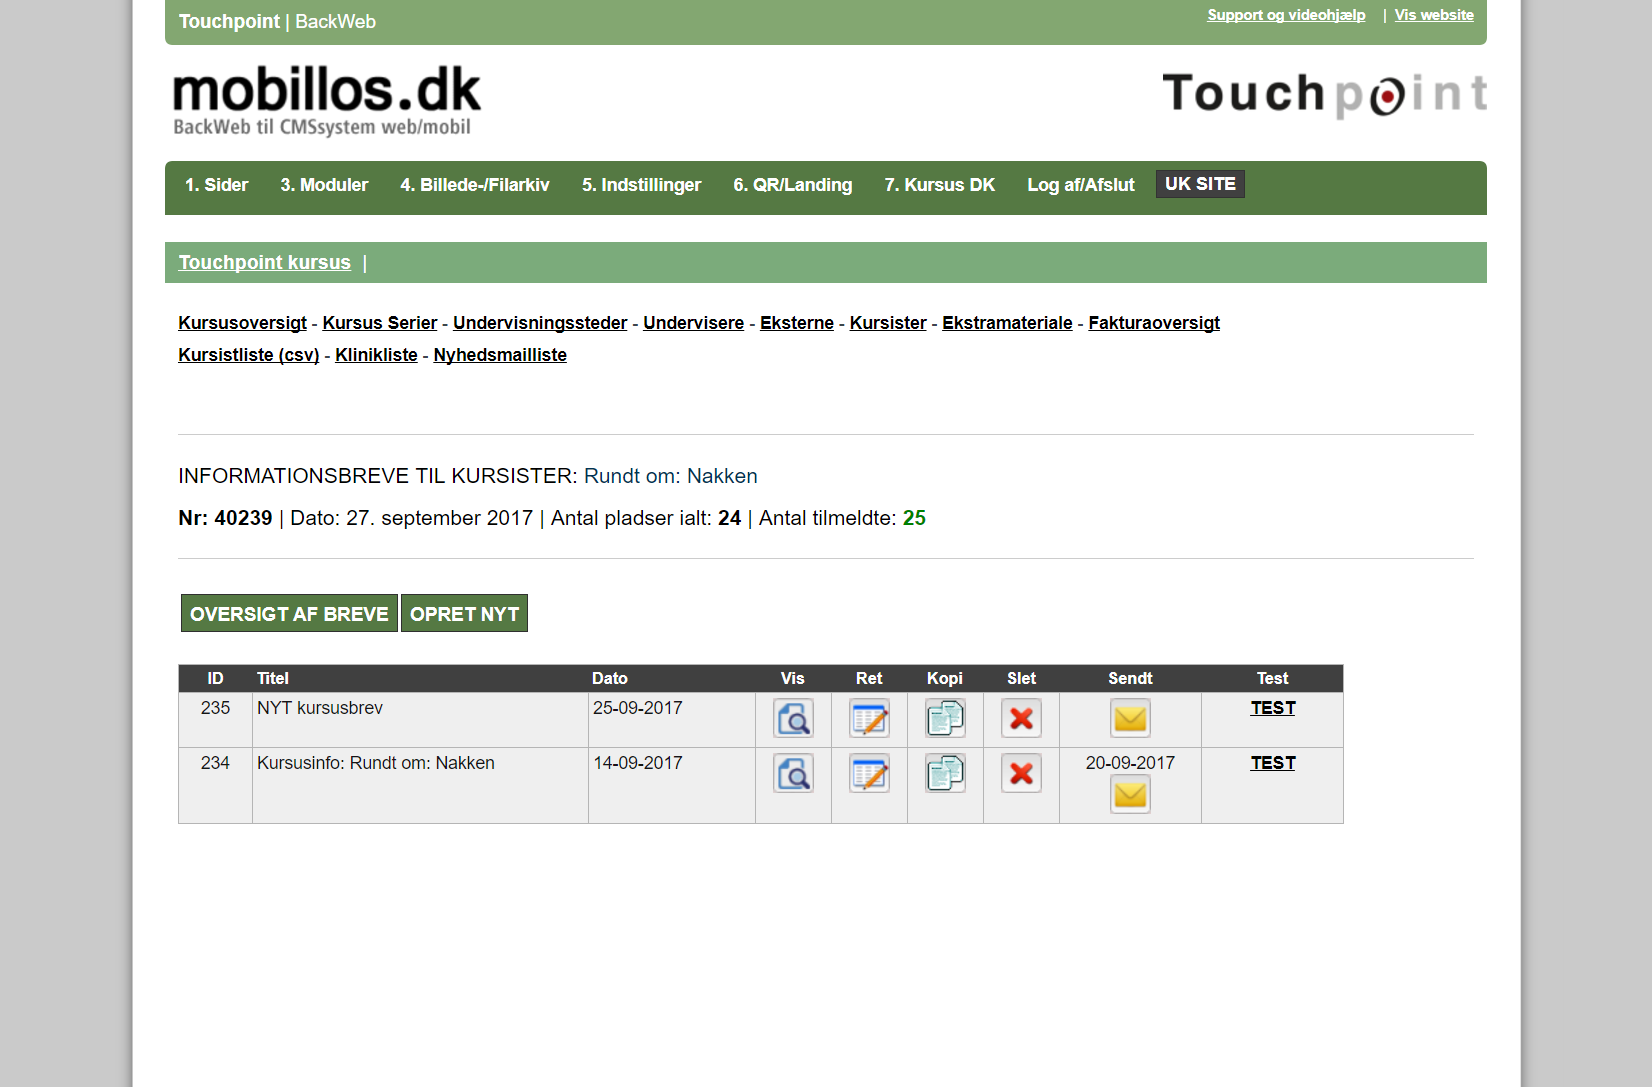 Touchpoint | BackWeb
Support og videohjælp | Vis website
mobillos.dk
BackWeb til CMSsystem web/mobil
Touchpoint
1. Sider 3. Moduler 4. Billede-/Filarkiv 5. Indstillinger 6. QR/Landing 7. Kursus DK Log af/Afslut UK SITE
Touchpoint kursus |
Kursusoversigt - Kursus Serier - Undervisningssteder - Undervisere - Eksterne - Kursister - Ekstramateriale - Fakturaoversigt
Kursistliste (csv) - Klinikliste - Nyhedsmailliste
INFORMATIONSBREVE TIL KURSISTER: Rundt om: Nakken
Nr: 40239 | Dato: 27. september 2017 | Antal pladser ialt: 24 | Antal tilmeldte: 25
OVERSIGT AF BREVE OPRET NYT
ID Titel Dato Vis Ret Kopi Slet Sendt Test
235 NYT kursusbrev 25-09-2017 TEST
234 Kursusinfo: Rundt om: Nakken 14-09-2017 20-09-2017 TEST